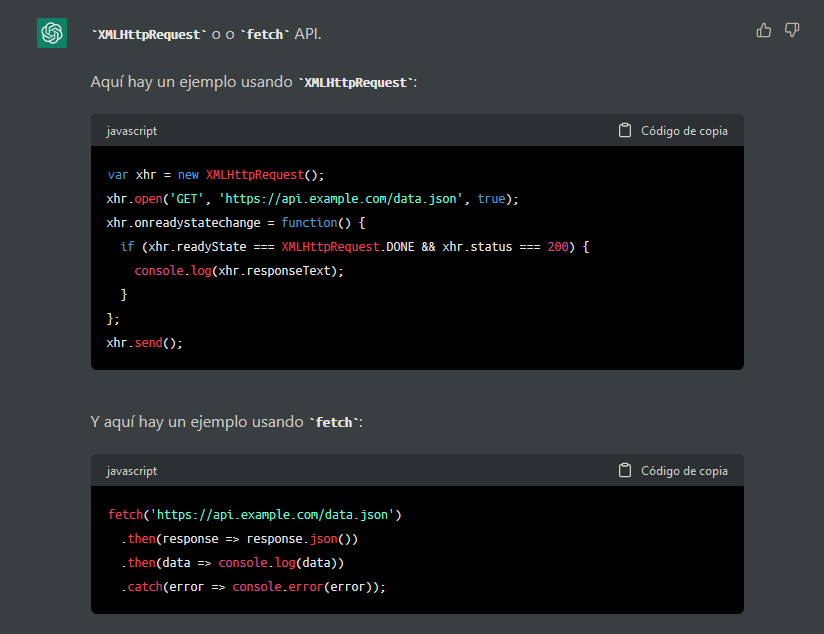 `XMLHttpRequest` o o `fetch` API.
Aquí hay un ejemplo usando `XMLHttpRequest`:
javascript
Código de copia
var xhr = new XMLHttpRequest();
xhr.open('GET', 'https://api.example.com/data.json', true);
xhr.onreadystatechange = function() {
  if (xhr.readyState === XMLHttpRequest.DONE && xhr.status === 200) {
    console.log(xhr.responseText);
  }
};
xhr.send();
Y aquí hay un ejemplo usando `fetch`:
javascript
Código de copia
fetch('https://api.example.com/data.json')
  .then(response => response.json())
  .then(data => console.log(data))
  .catch(error => console.error(error));